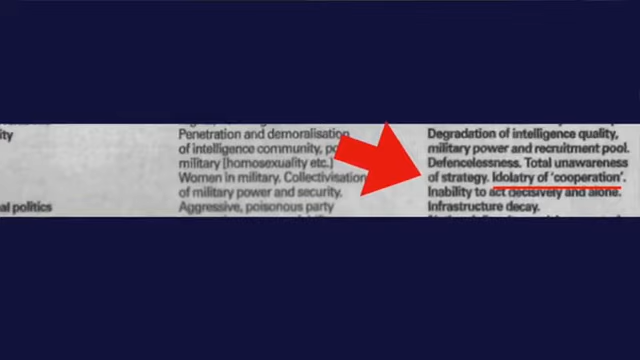 ity
al politics
Penetration and demoralisation
of intelligence community,
military [homosexuality etc.]
Women in military. Collectivisation
of military power and security.
Aggressive, poisonous party
Degradation of intelligence quality,
military power and recruitment pool.
Defencelessness. Total unawareness
of strategy. Idolatry of 'cooperation'.
Inability to act decisively and alone.
Infrastructure decay.